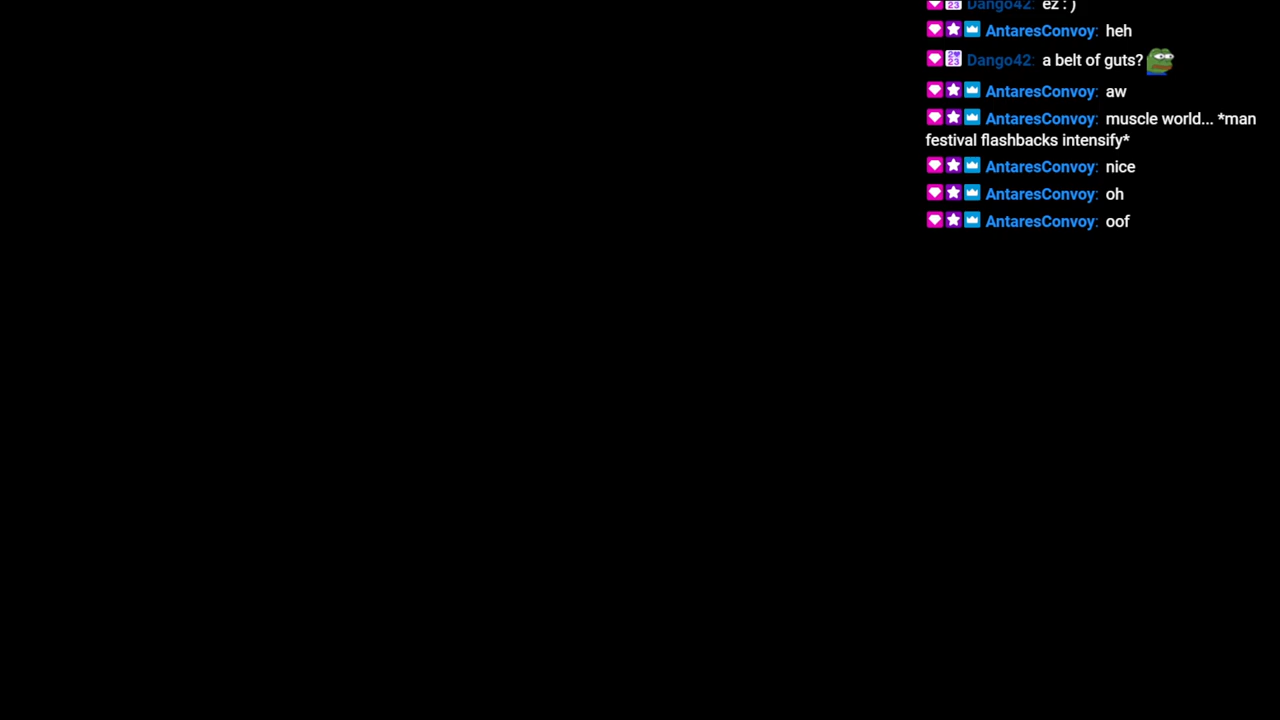 Dango42: ez : )
AntaresConvoy: heh
Dango42: a belt of guts?
AntaresConvoy: aw
AntaresConvoy: muscle world... *man
festival flashbacks intensify*
AntaresConvoy: nice
AntaresConvoy: oh
AntaresConvoy: oof